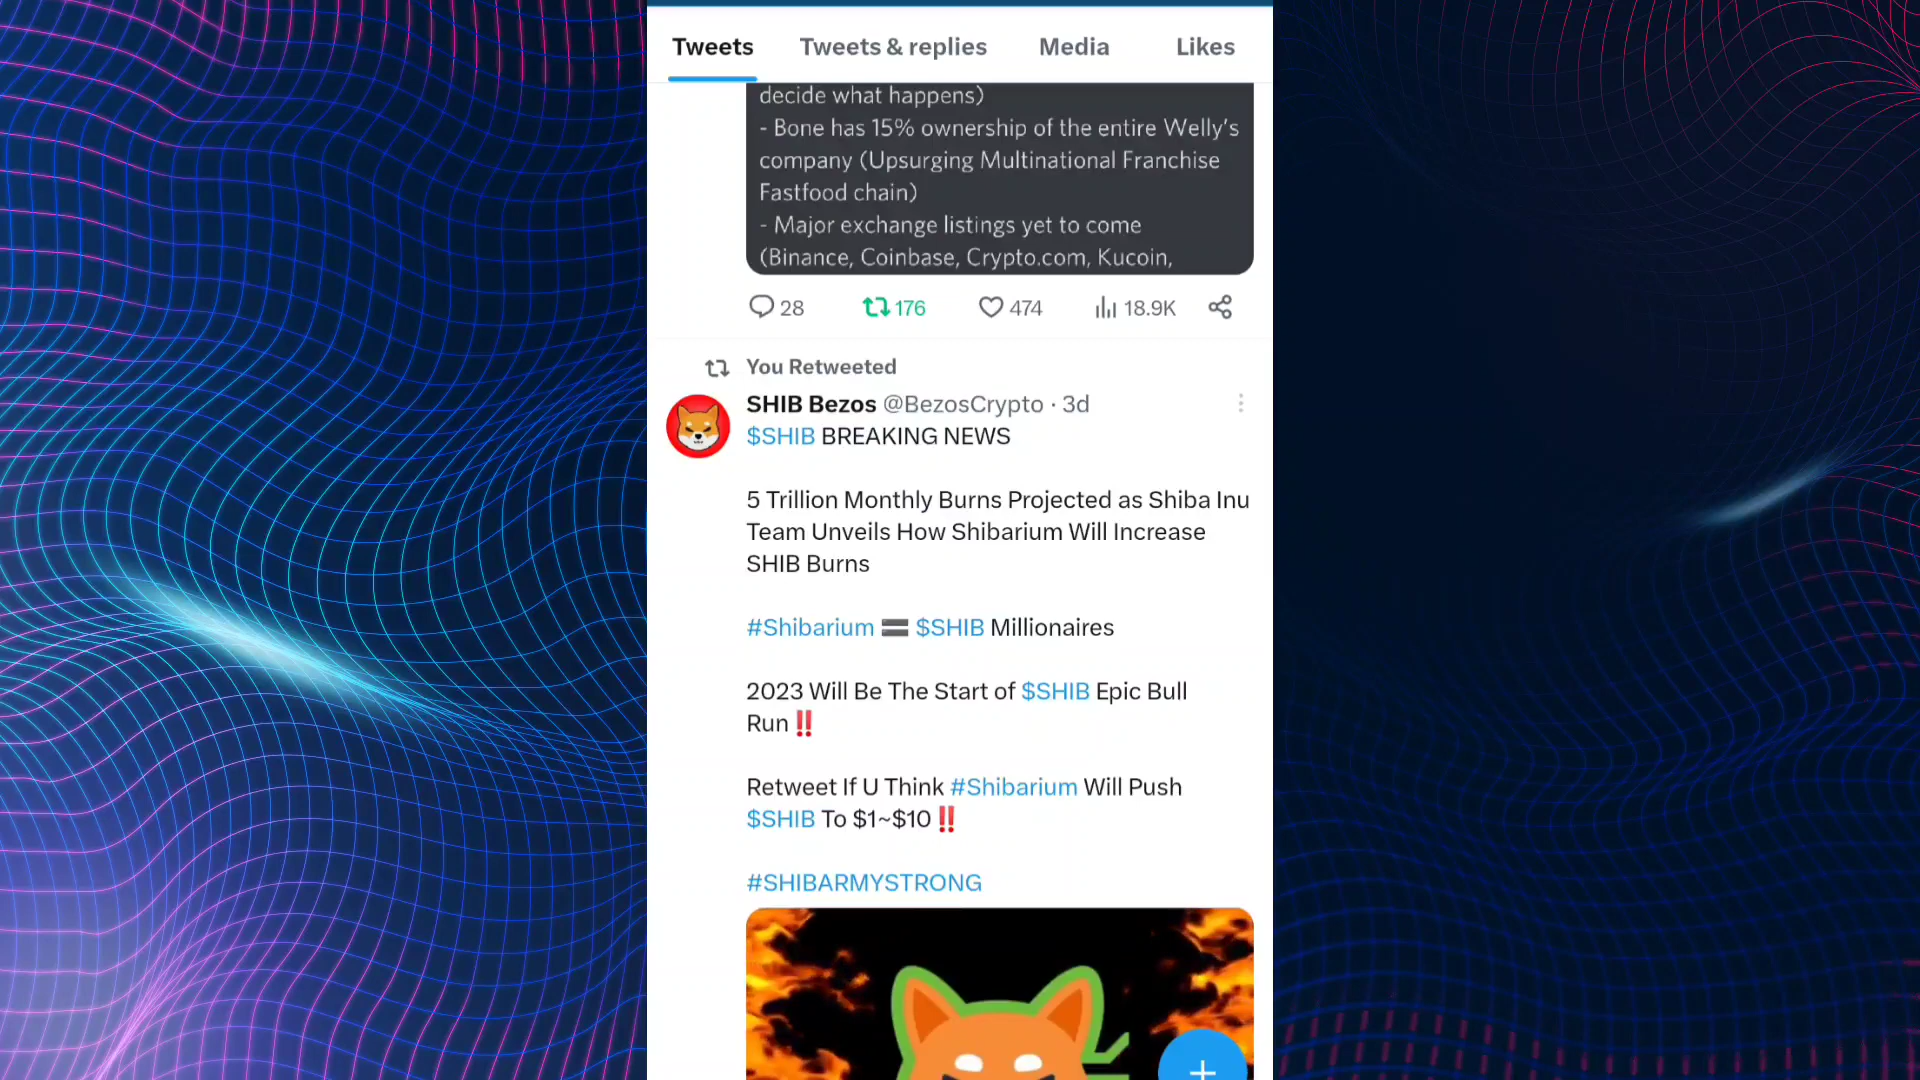 Tweets Tweets & replies Media Likes
decide what happens)
- Bone has 15% ownership of the entire Welly's
company (Upsurging Multinational Franchise
Fastfood chain)
- Major exchange listings yet to come
(Binance, Coinbase, Crypto.com, Kucoin,
28 176 474 18.9K
You Retweeted
SHIB Bezos @BezosCrypto · 3d
$SHIB BREAKING NEWS
5 Trillion Monthly Burns Projected as Shiba Inu
Team Unveils How Shibarium Will Increase
SHIB Burns
#Shibarium = $SHIB Millionaires
2023 Will Be The Start of $SHIB Epic Bull
Run ‼️
Retweet If U Think #Shibarium Will Push
$SHIB To $1~$10 ‼️
#SHIBARMYSTRONG